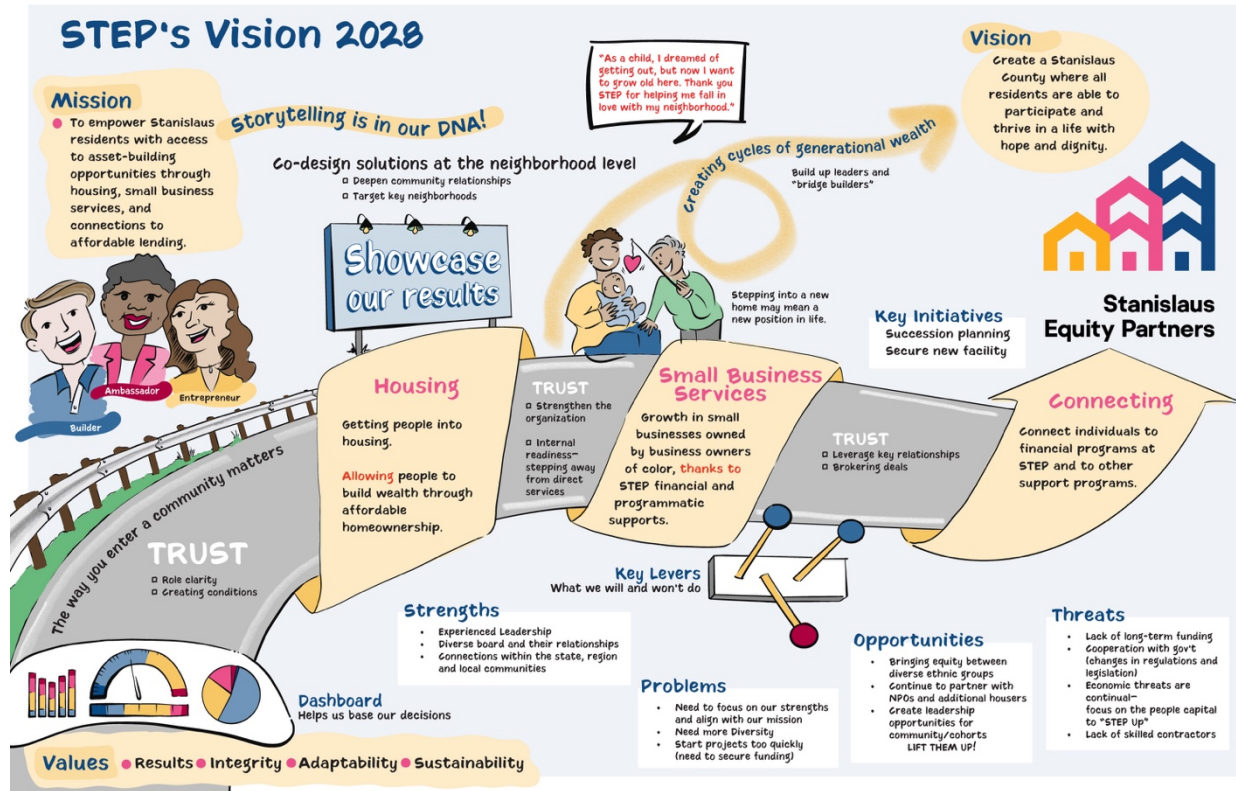 STEP's Vision 2028
Mission
To empower Stanislaus
residents with access
to asset-building
opportunities through
housing, small business
services, and
connections to
affordable lending.
Storytelling is in our DNA!
"As a child, I dreamed of
getting out, but now I want
to grow old here. Thank you
STEP for helping me fall in
love with my neighborhood."
Vision
Create a Stanislaus
County where all
residents are able to
participate and
thrive in a life with
hope and dignity.
Co-design solutions at the neighborhood level
Deepen community relationships
Target key neighborhoods
Creating cycles of generational wealth
Build up leaders and
"bridge builders"
Showcase
our results
Stepping into a new
home may mean a
new position in life.
Key Initiatives
Succession planning
Secure new facility
Stanislaus
Equity Partners
Builder
Ambassador
Entrepreneur
The way you enter a community matters
TRUST
Role clarity
Creating conditions
Housing
Getting people into
housing.
Allowing people to
build wealth through
affordable
homeownership.
TRUST
Strengthen the
organization
Internal
readiness—
stepping away
from direct
services
Small Business
Services
Growth in small
businesses owned
by business owners
of color, thanks to
STEP financial and
programmatic
supports.
TRUST
Leverage key relationships
Brokering deals
Connecting
Connect individuals to
financial programs at
STEP and to other
support programs.
Key Levers
What we will and won't do
Strengths
Experienced Leadership
Diverse board and their relationships
Connections within the state, region
and local communities
Problems
Need to focus on our strengths
and align with our mission
Need more Diversity
Start projects too quickly
(need to secure funding)
Opportunities
Bringing equity between
diverse ethnic groups
Continue to partner with
NPOs and additional housers
Create leadership
opportunities for
community/cohorts
LIFT THEM UP!
Threats
Lack of long-term funding
Cooperation with gov't
(changes in regulations and
legislation)
Economic threats are
continual—
focus on the people capital
to "STEP Up"
Lack of skilled contractors
Dashboard
Helps us base our decisions
Values
Results
Integrity
Adaptability
Sustainability